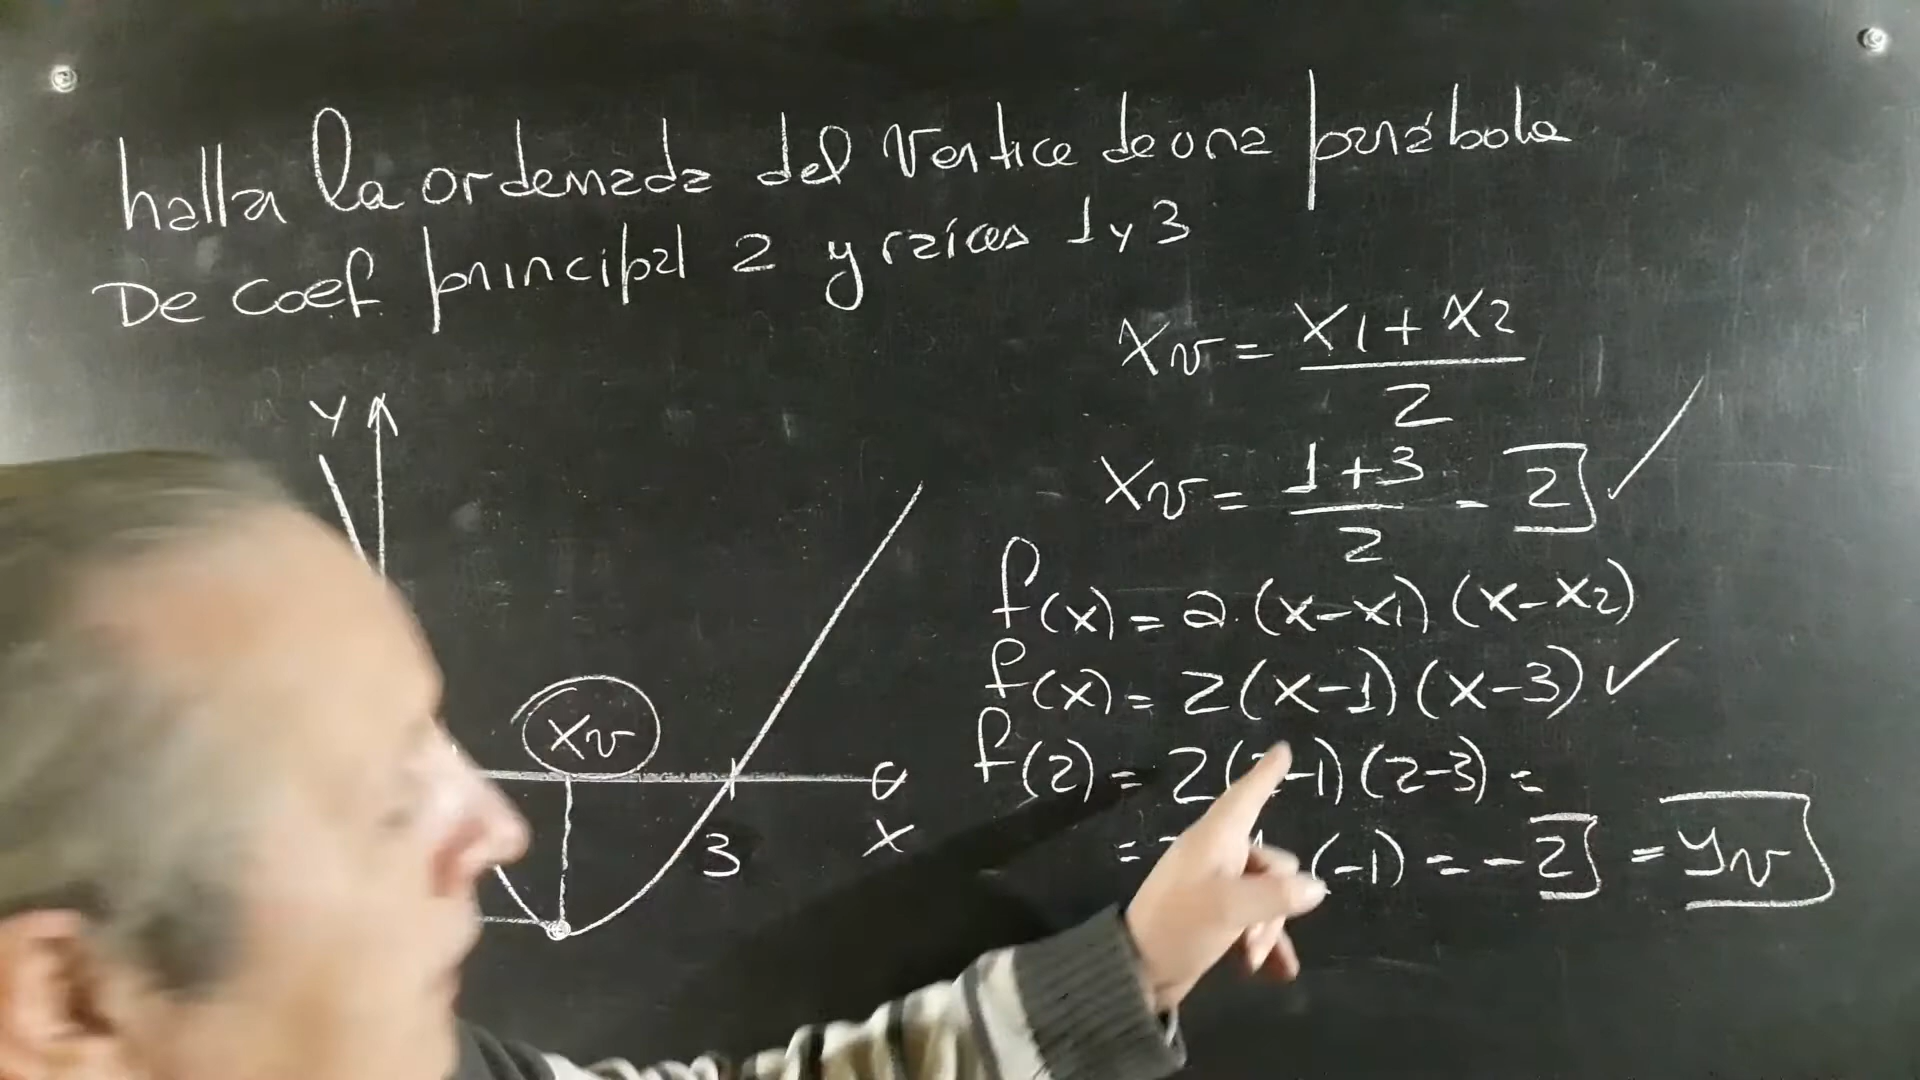 halla la ordenada del Vertice de una parábola
De coef principal 2 y raíces 1 y 3
Xv = X1 + X2 / 2
Xv = 1+3 / 2 = 2
f(x) = a.(x-x1)(x-x2)
f(x) = 2(x-1)(x-3) ✓
f(2) = 2(2-1)(2-3) =
= (-1) = -2 = yv
Y
Xv
3
X